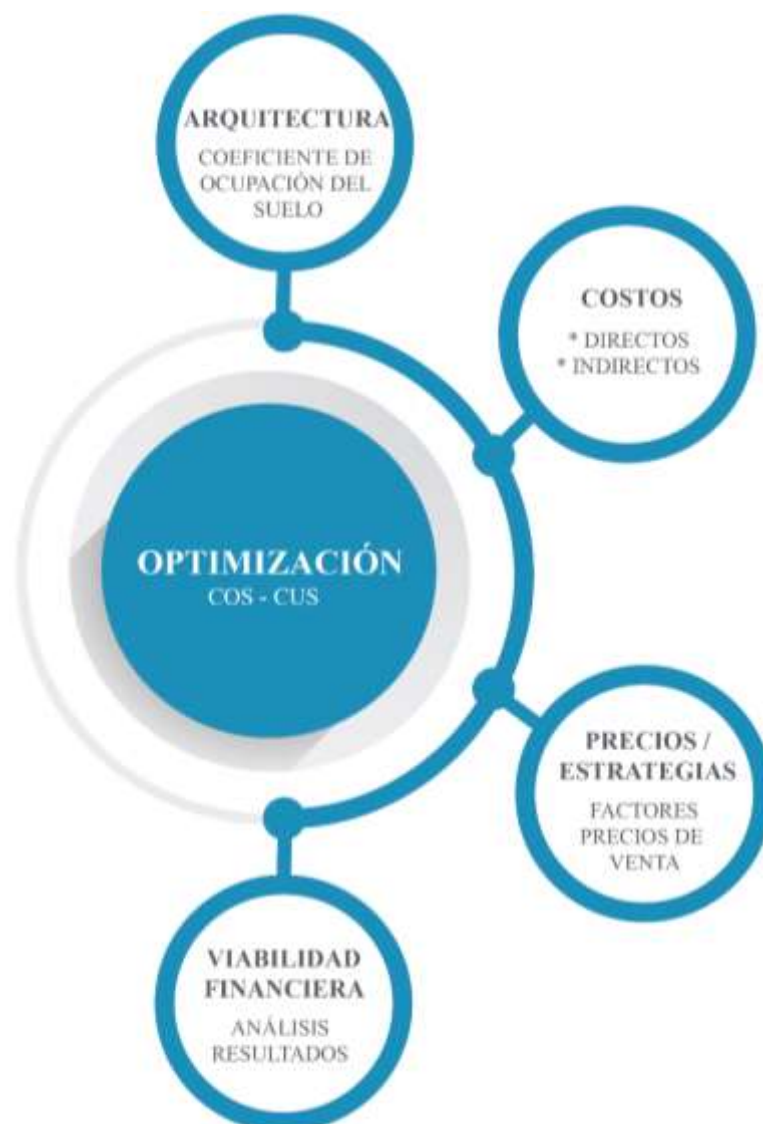 ARQUITECTURA
COEFICIENTE DE
OCUPACIÓN DEL
SUELO
COSTOS
* DIRECTOS
* INDIRECTOS
OPTIMIZACIÓN
COS - CUS
PRECIOS /
ESTRATEGIAS
FACTORES
PRECIOS DE
VENTA
VIABILIDAD
FINANCIERA
ANÁLISIS
RESULTADOS